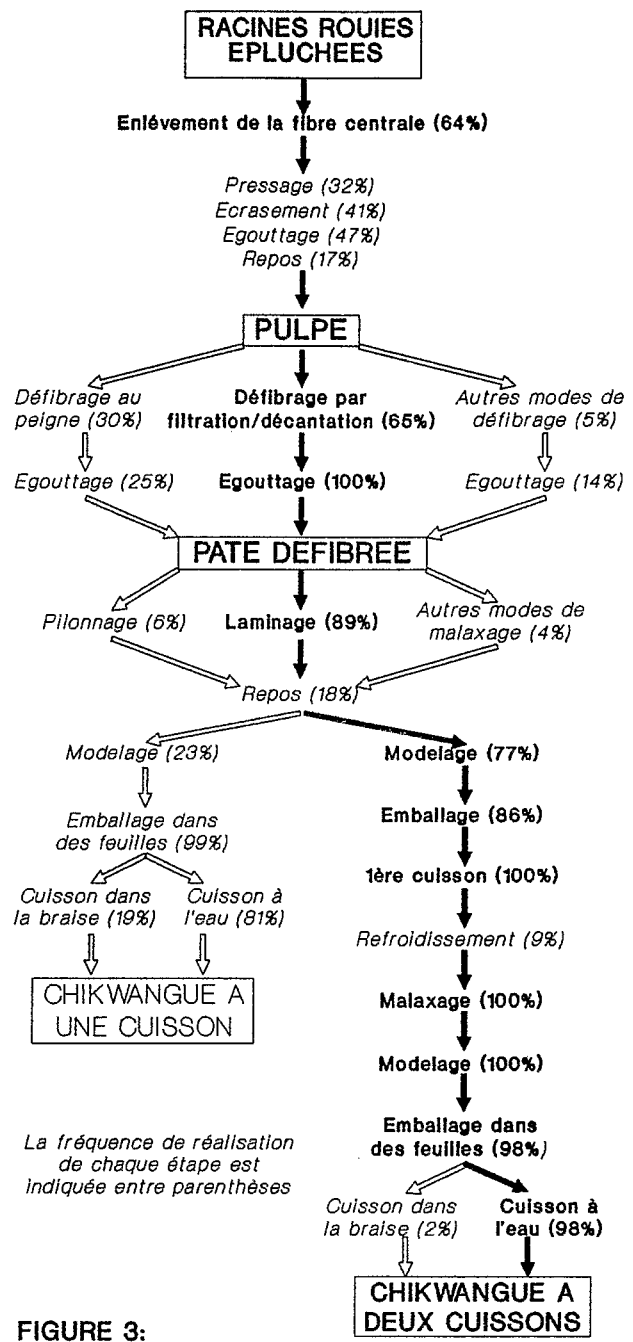 RACINES ROUIES
EPLUCHEES
Enlévement de la fibre centrale (64%)
Pressage (32%)
Ecrasement (41%)
Egouttage (47%)
Repos (17%)
PULPE
Défibrage au
peigne (30%)
Défibrage par
filtration/décantation (65%)
Autres modes de
défibrage (5%)
Egouttage (25%)
Egouttage (100%)
Egouttage (14%)
PATE DEFIBREE
Pilonnage (6%)
Laminage (89%)
Autres modes de
malaxage (4%)
Repos (18%)
Modelage (23%)
Emballage dans
des feuilles (99%)
Cuisson dans
la braise (19%)
Cuisson à
l'eau (81%)
CHIKWANGUE A
UNE CUISSON
Modelage (77%)
Emballage (86%)
1ère cuisson (100%)
Refroidissement (9%)
Malaxage (100%)
Modelage (100%)
Emballage dans
des feuilles (98%)
Cuisson dans
la braise (2%)
Cuisson à
l'eau (98%)
CHIKWANGUE A
DEUX CUISSONS
La fréquence de réalisation
de chaque étape est
indiquée entre parenthèses
FIGURE 3: